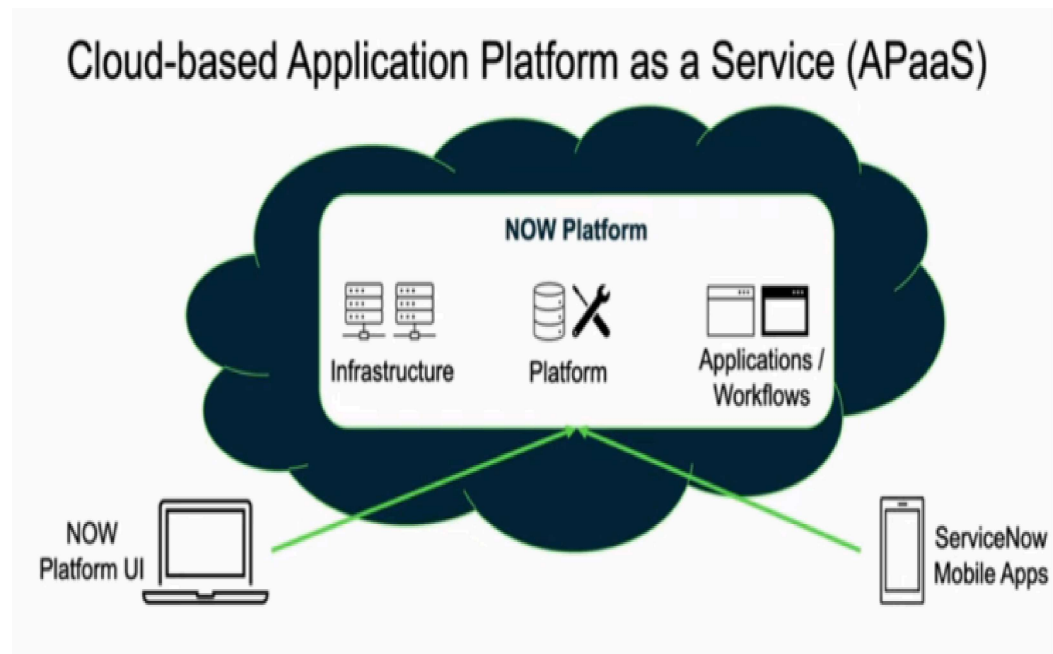 Cloud-based Application Platform as a Service (APaaS)
NOW Platform
Infrastructure
Platform
Applications /
Workflows
NOW
Platform UI
ServiceNow
Mobile Apps